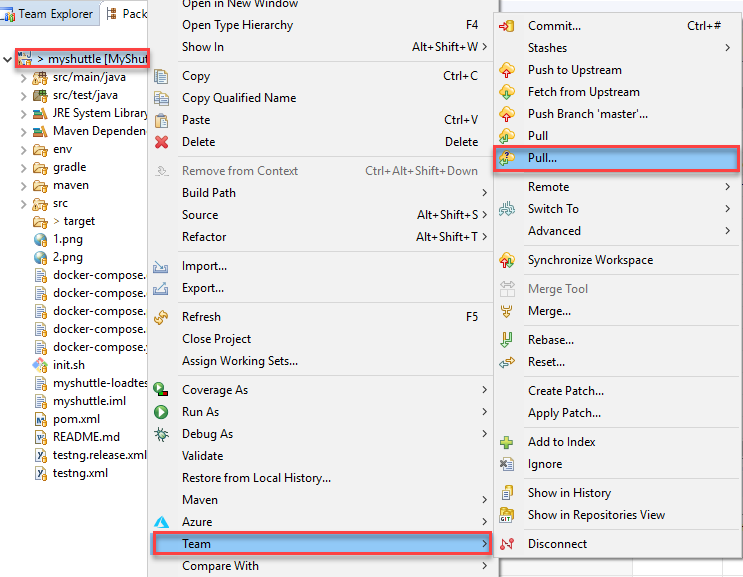 Team Explorer
Pack
> myshuttle [MyShut
src/main/java
src/test/java
JRE System Library
Maven Dependen
env
gradle
maven
src
> target
1.png
2.png
docker-compose.
docker-compose.
docker-compose.
docker-compose.
docker-compose.
init.sh
myshuttle-loadtes
myshuttle.iml
pom.xml
README.md
testng.release.xml
testng.xml
Open in New Window
Open Type Hierarchy F4
Show In Alt+Shift+W >
Copy Ctrl+C
Copy Qualified Name
Paste Ctrl+V
Delete Delete
Remove from Context Ctrl+Alt+Shift+Down
Build Path >
Source Alt+Shift+S >
Refactor Alt+Shift+T >
Import...
Export...
Refresh F5
Close Project
Assign Working Sets...
Coverage As >
Run As >
Debug As >
Validate
Restore from Local History...
Maven >
Azure >
Team >
Compare With >
Commit... Ctrl+#
Stashes >
Push to Upstream
Fetch from Upstream
Push Branch 'master'...
Pull
Pull...
Remote >
Switch To >
Advanced >
Synchronize Workspace
Merge Tool
Merge...
Rebase...
Reset...
Create Patch...
Apply Patch...
Add to Index
Ignore
Show in History
GIT Show in Repositories View
Disconnect